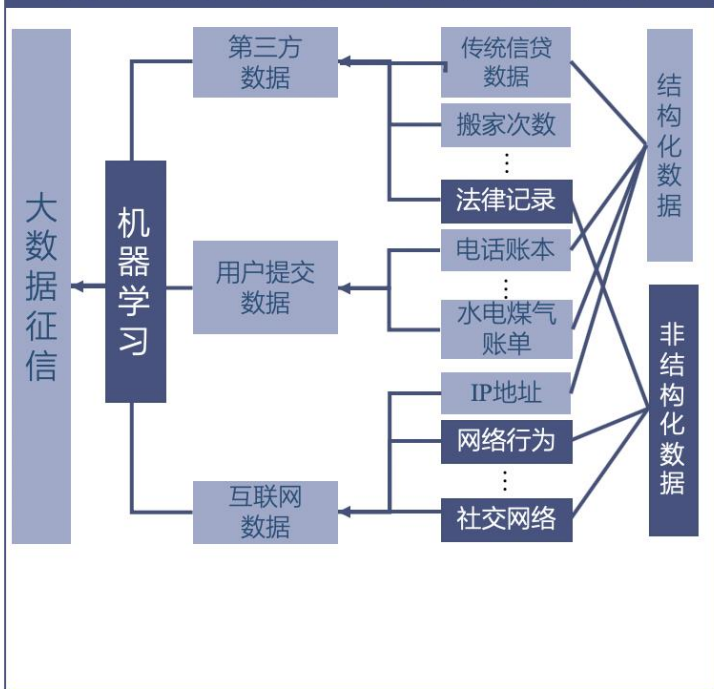 大数据征信
机器学习
第三方
数据
用户提交
数据
互联网
数据
传统信贷
数据
搬家次数
⋮
法律记录
电话账本
⋮
水电煤气
账单
IP地址
网络行为
⋮
社交网络
结构化数据
非结构化数据